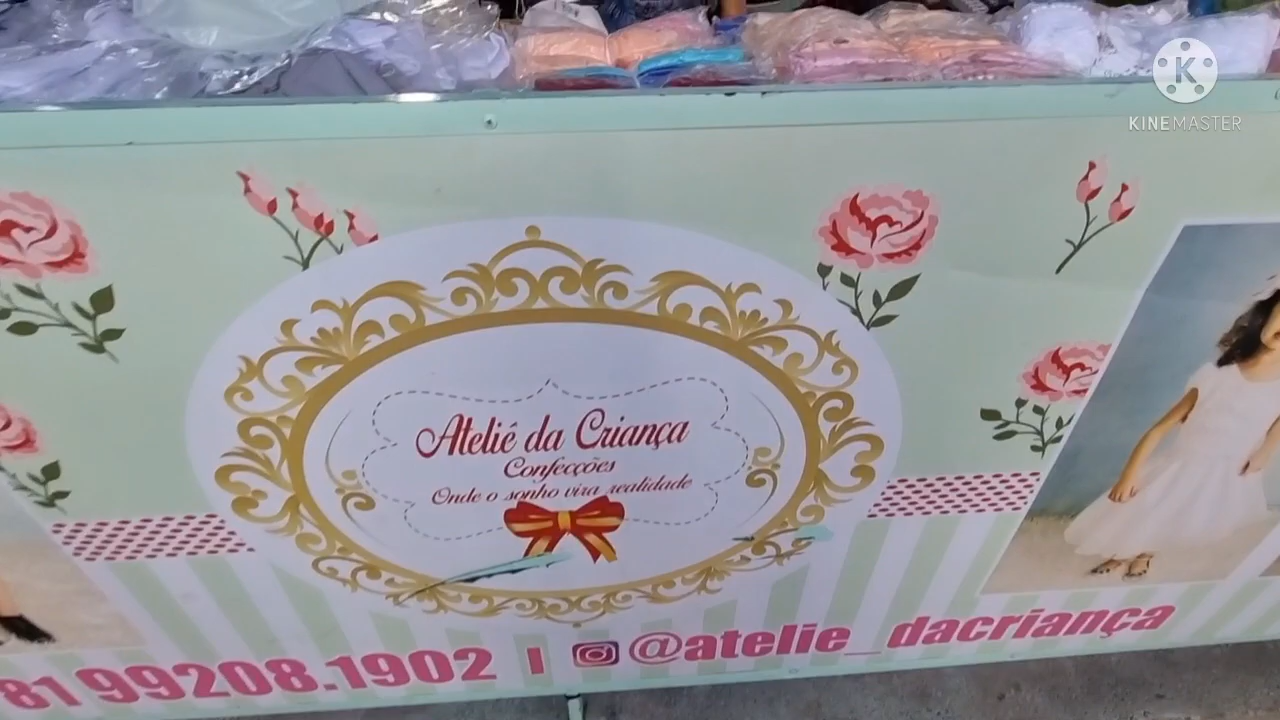 K
KINEMASTER
Ateliê da Criança
Confecções
Onde o sonho vira realidade
81 99208.1902 | @atelie_dacriança